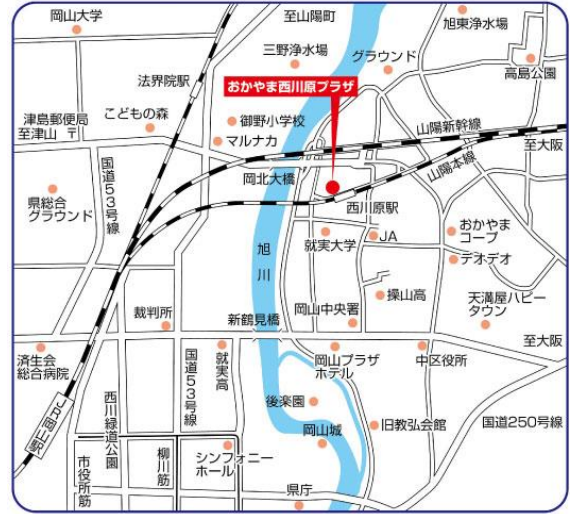 岡山大学
至山陽町
旭東浄水場
三野浄水場
グラウンド
法界院駅
高島公園
おかやま西川原プラザ
津島郵便局
至津山 〒
こどもの森
御野小学校
マルナカ
山陽新幹線
至大阪
国道53号線
岡北大橋
山陽本線
県総合
グラウンド
西川原駅
おかやま
コープ
旭川
就実大学
JA
デオデオ
操山高
天満屋ハピー
タウン
裁判所
新鶴見橋
岡山中央署
至大阪
済生会
総合病院
国道53号線
就実高
岡山プラザ
ホテル
中区役所
JR岡山駅
西川緑道公園
後楽園
旧教弘会館
国道250号線
岡山城
市役所筋
柳川筋
シンフォニー
ホール
県庁